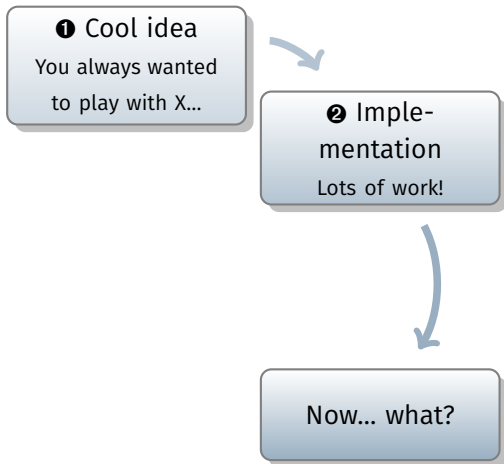 ❶ Cool idea
You always wanted
to play with X…
❷ Imple-
mentation
Lots of work!
Now… what?